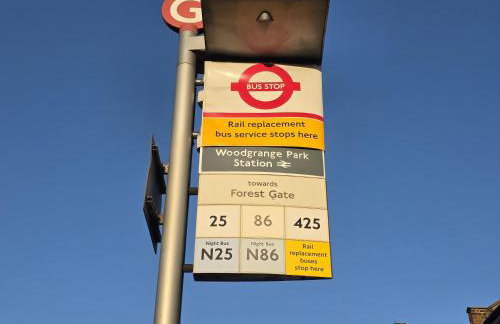 G
BUS STOP
Rail replacement
bus service stops here
Woodgrange Park
Station
towards
Forest Gate
25 86 425
Night Bus Night Bus Rail
N25 N86 replacement
buses
stop here